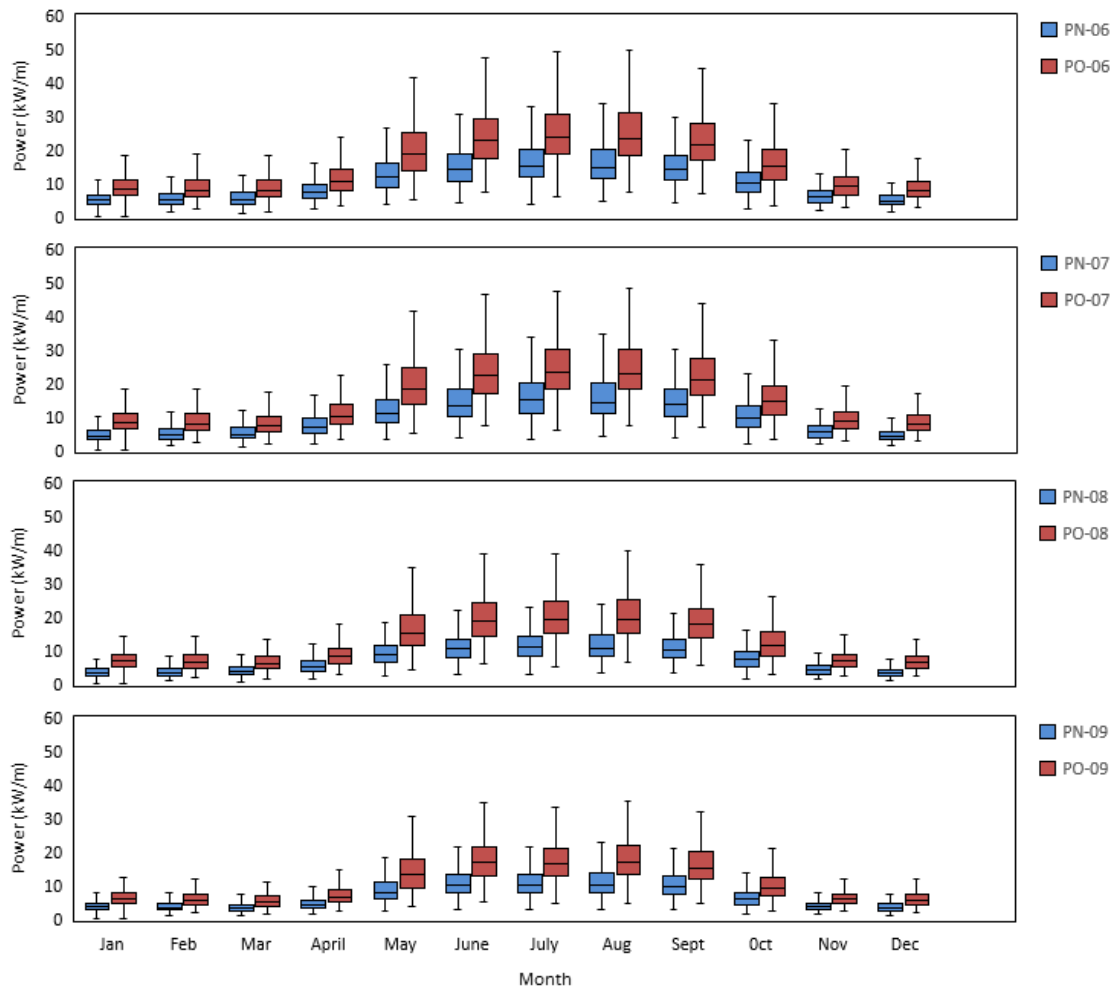 60
50
40
30
20
10
0
Power (kW/m)
PN-06
PO-06
60
50
40
30
20
10
0
Power (kW/m)
PN-07
PO-07
60
50
40
30
20
10
0
Power (kW/m)
PN-08
PO-08
60
50
40
30
20
10
0
Power (kW/m)
PN-09
PO-09
Jan Feb Mar April May June July Aug Sept 0ct Nov Dec
Month